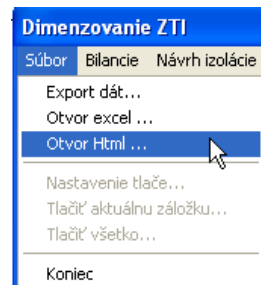 Dimenzovanie ZTI
Súbor Bilancie Návrh izolácie
Export dát...
Otvor excel ...
Otvor Html ...
Nastavenie tlače...
Tlačiť aktuálnu záložku...
Tlačiť všetko...
Koniec